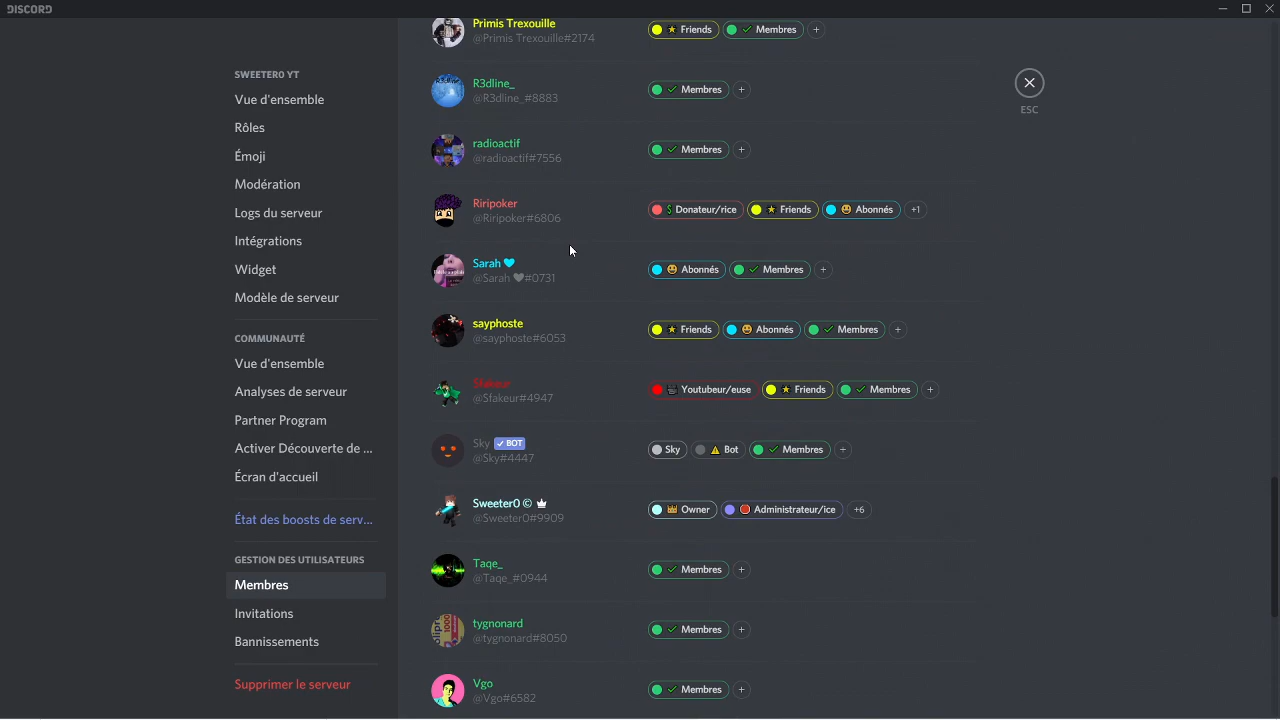 DISCORD
SWEETER0 YT
Vue d'ensemble
Rôles
Émoji
Modération
Logs du serveur
Intégrations
Widget
Modèle de serveur
COMMUNAUTÉ
Vue d'ensemble
Analyses de serveur
Partner Program
Activer Découverte de ...
Écran d'accueil
État des boosts de serv...
GESTION DES UTILISATEURS
Membres
Invitations
Bannissements
Supprimer le serveur
Primis Trexouille
@Primis Trexouille#2174
Friends Membres +
R3dline_
@R3dline_#8883
Membres +
radioactif
@radioactif#7556
Membres +
Riripoker
@Riripoker#6806
Donateur/rice Friends Abonnés +1
Sarah
@Sarah #0731
Abonnés Membres +
sayphoste
@sayphoste#6053
Friends Abonnés Membres +
Sfakeur
@Sfakeur#4947
Youtubeur/euse Friends Membres +
Sky BOT
@Sky#4447
Sky Bot Membres +
Sweeter0 ©
@Sweeter0#9909
Owner Administrateur/ice +6
Taqe_
@Taqe_#0944
Membres +
tygnonard
@tygnonard#8050
Membres +
Vgo
@Vgo#6582
Membres +
ESC